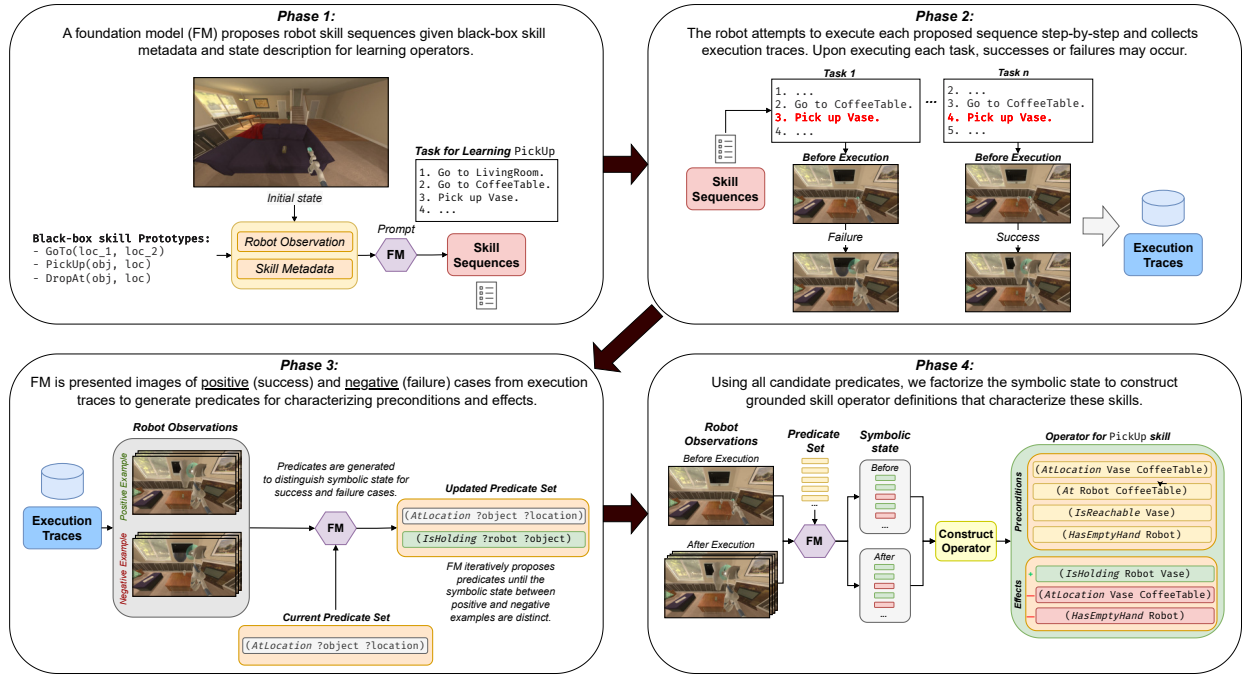 Phase 1:
A foundation model (FM) proposes robot skill sequences given black-box skill
metadata and state description for learning operators.
Initial state
Black-box skill Prototypes:
- GoTo(loc_1, loc_2)
- PickUp(obj, loc)
- DropAt(obj, loc)
Robot Observation
Skill Metadata
Prompt
FM
Task for Learning PickUp
1. Go to LivingRoom.
2. Go to CoffeeTable.
3. Pick up Vase.
4. ...
Skill
Sequences
Phase 2:
The robot attempts to execute each proposed sequence step-by-step and collects
execution traces. Upon executing each task, successes or failures may occur.
Skill
Sequences
Task 1
1. ...
2. Go to CoffeeTable.
3. Pick up Vase.
4. ...
Before Execution
Failure
...
Task n
2. ...
3. Go to CoffeeTable.
4. Pick up Vase.
5. ...
Before Execution
Success
Execution
Traces
Phase 3:
FM is presented images of positive (success) and negative (failure) cases from execution
traces to generate predicates for characterizing preconditions and effects.
Execution
Traces
Robot Observations
Positive Example
Negative Example
Predicates are generated
to distinguish symbolic state for
success and failure cases.
FM
Current Predicate Set
(AtLocation ?object ?location)
Updated Predicate Set
(AtLocation ?object ?location)
(IsHolding ?robot ?object)
FM iteratively proposes
predicates until the
symbolic state between
positive and negative
examples are distinct.
Phase 4:
Using all candidate predicates, we factorize the symbolic state to construct
grounded skill operator definitions that characterize these skills.
Robot
Observations
Before Execution
After Execution
Predicate
Set
...
FM
Symbolic
state
Before
...
After
...
Construct
Operator
Operator for PickUp skill
Preconditions
(AtLocation Vase CoffeeTable)
(At Robot CoffeeTable)
(IsReachable Vase)
(HasEmptyHand Robot)
Effects
+ (IsHolding Robot Vase)
— (AtLocation Vase CoffeeTable)
— (HasEmptyHand Robot)